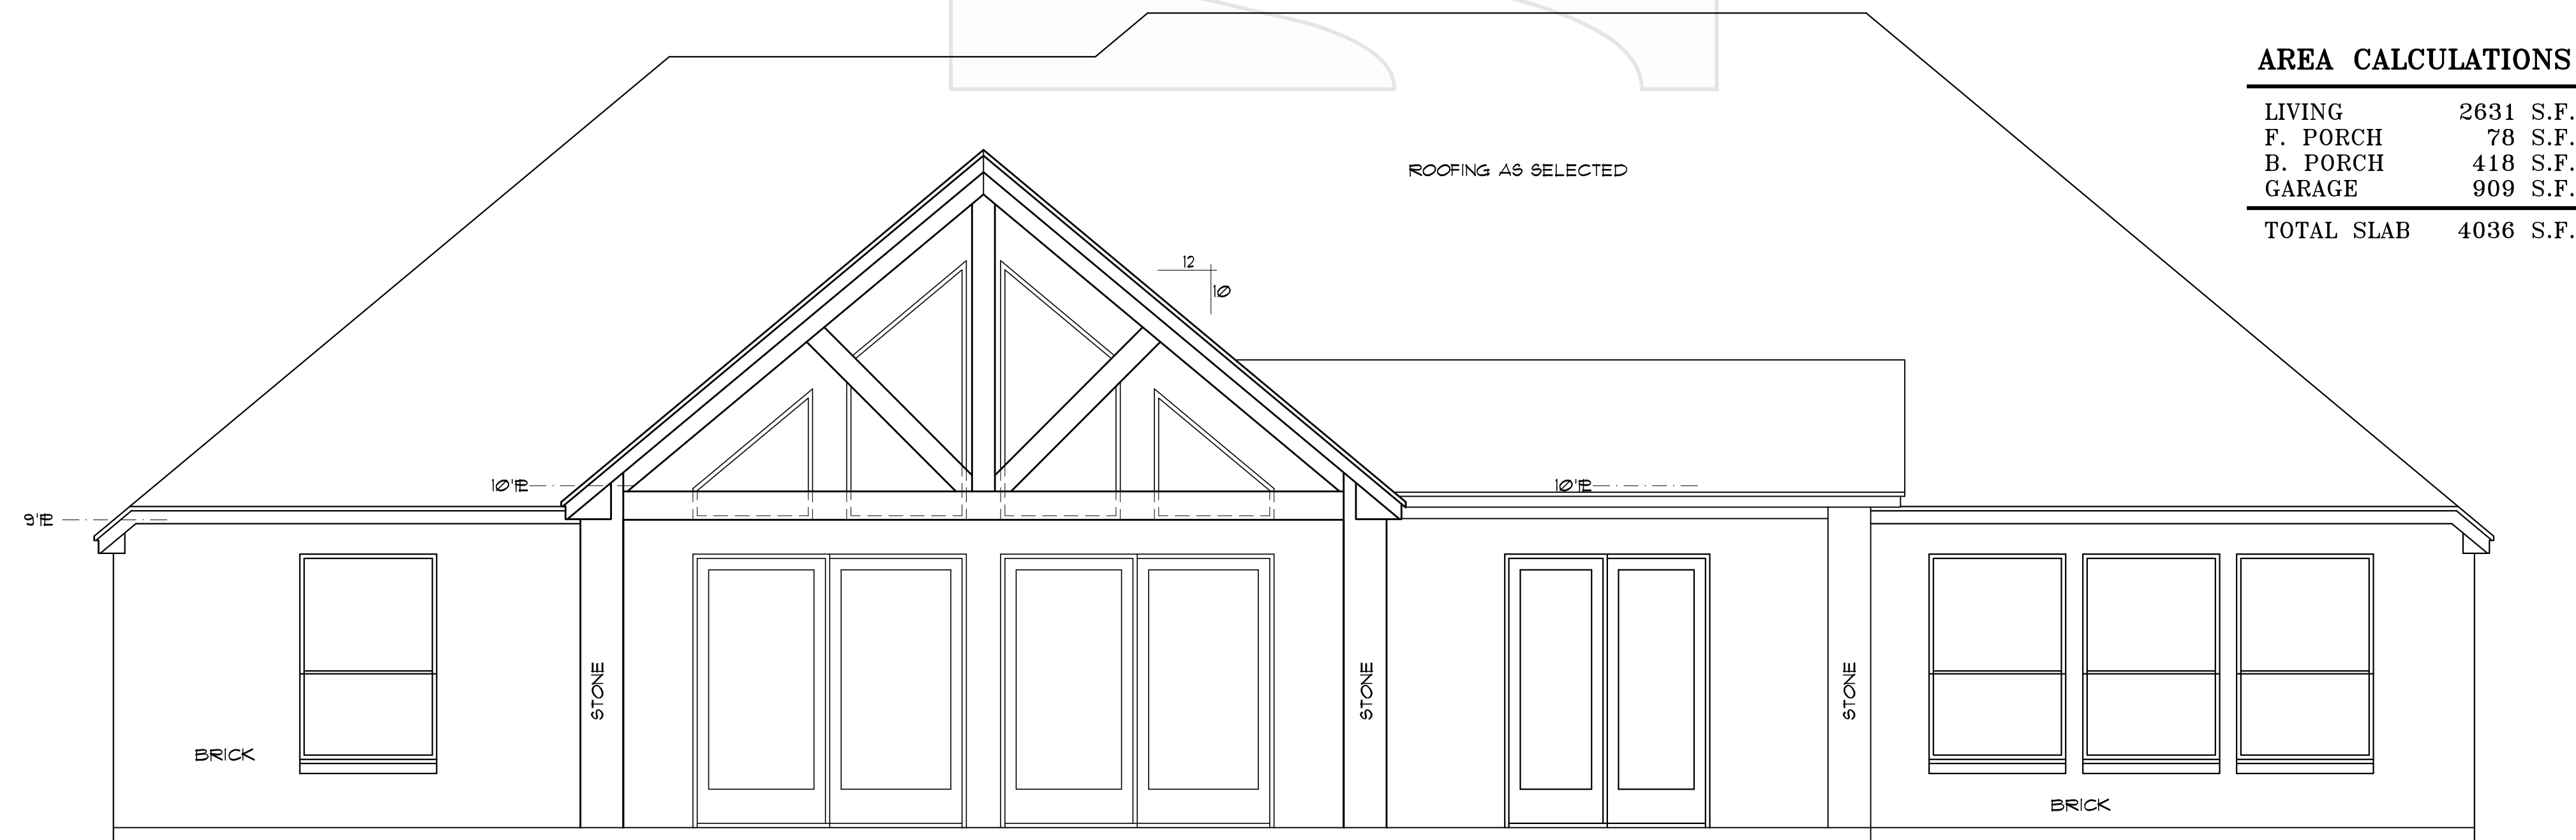 AREA CALCULATIONS
LIVING 2631 S.F.
F. PORCH 78 S.F.
B. PORCH 418 S.F.
GARAGE 909 S.F.
TOTAL SLAB 4036 S.F.
ROOFING AS SELECTED
12
10
10' PL
10' PL
9' PL
STONE
STONE
STONE
BRICK
BRICK